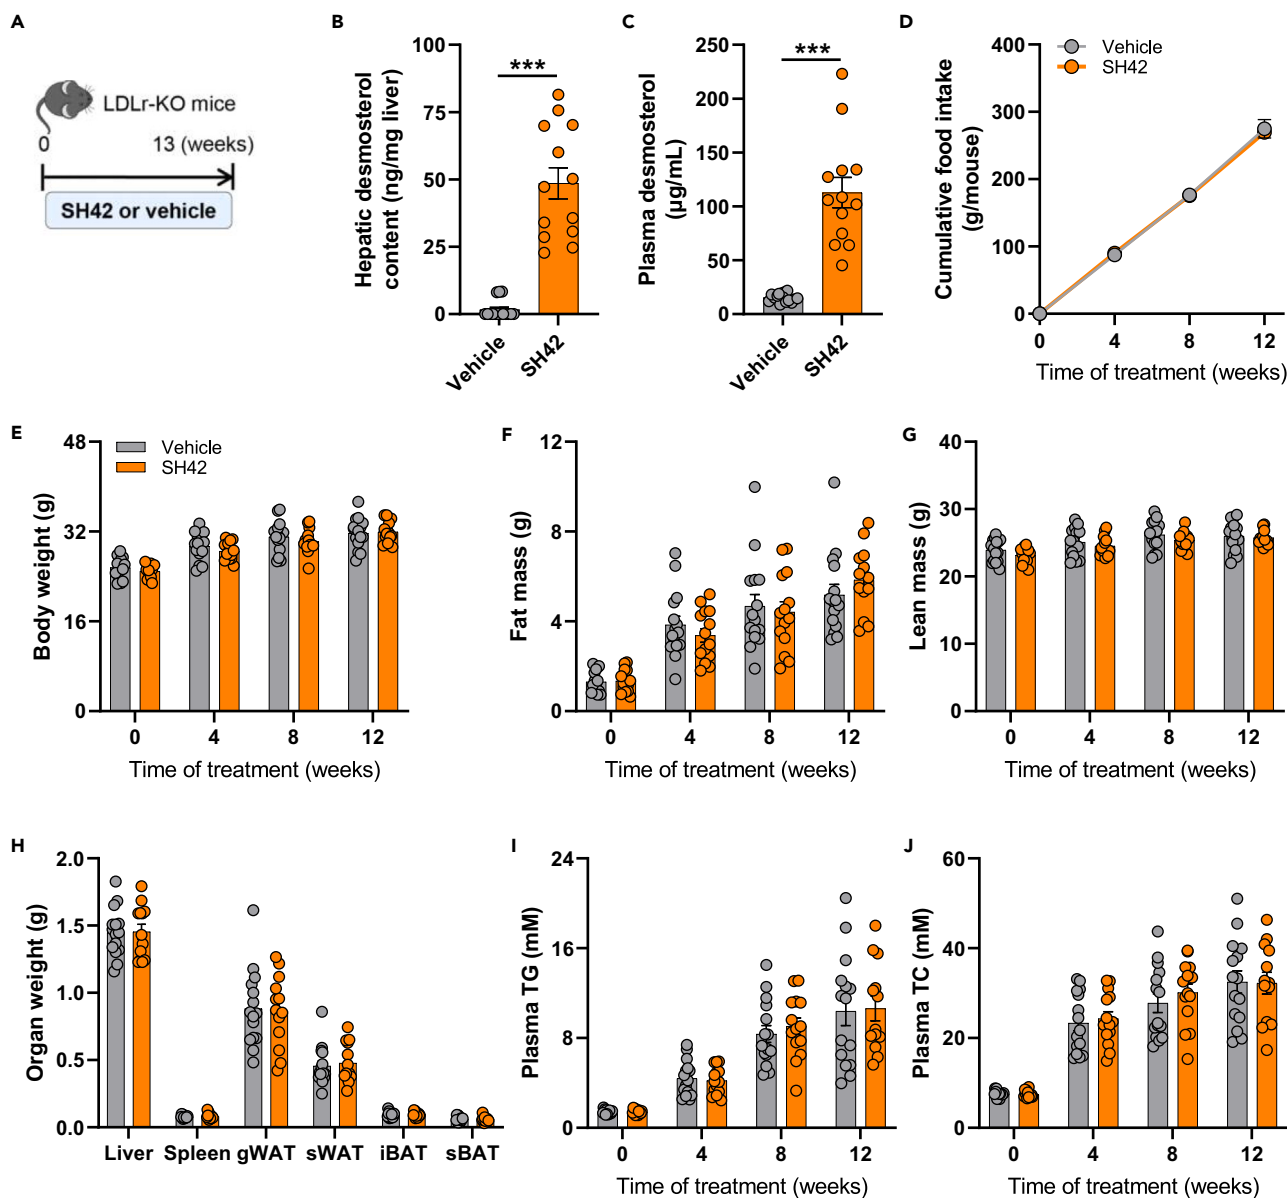 A
LDLr-KO mice
0
13 (weeks)
SH42 or vehicle
B
Hepatic desmosterol
content (ng/mg liver)
100
75
50
25
0
***
Vehicle
SH42
C
Plasma desmosterol
(µg/mL)
250
200
150
100
50
0
***
Vehicle
SH42
D
Vehicle
SH42
Cumulative food intake
(g/mouse)
400
300
200
100
0
0 4 8 12
Time of treatment (weeks)
E
Vehicle
SH42
Body weight (g)
48
32
16
0
0 4 8 12
Time of treatment (weeks)
F
Fat mass (g)
12
8
4
0
0 4 8 12
Time of treatment (weeks)
G
Lean mass (g)
40
30
20
10
0
0 4 8 12
Time of treatment (weeks)
H
Organ weight (g)
2.0
1.5
1.0
0.5
0.0
Liver Spleen gWAT sWAT iBAT sBAT
I
Plasma TG (mM)
24
16
8
0
0 4 8 12
Time of treatment (weeks)
J
Plasma TC (mM)
60
40
20
0
0 4 8 12
Time of treatment (weeks)